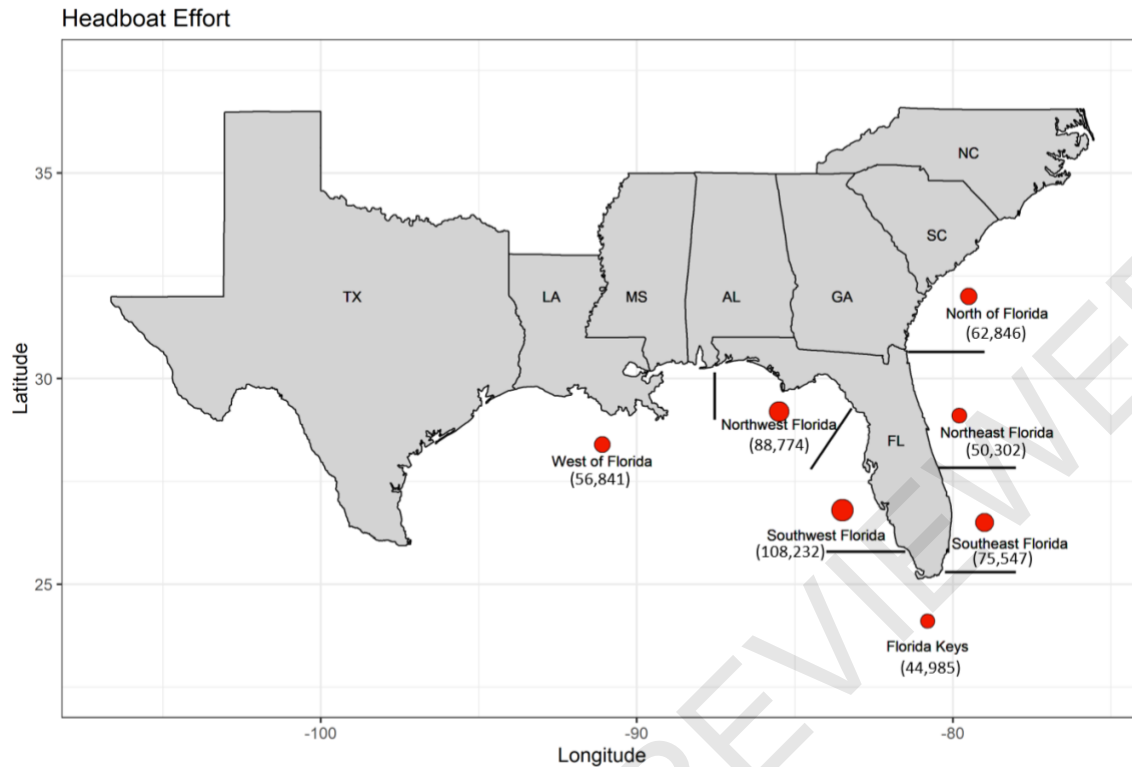 Headboat Effort
NC
SC
TX
LA
MS
AL
GA
North of Florida
(62,846)
FL
Northwest Florida
(88,774)
Northeast Florida
(50,302)
West of Florida
(56,841)
Southwest Florida
(108,232)
Southeast Florida
(75,547)
Florida Keys
(44,985)
35
30
25
Latitude
-100
-90
-80
Longitude